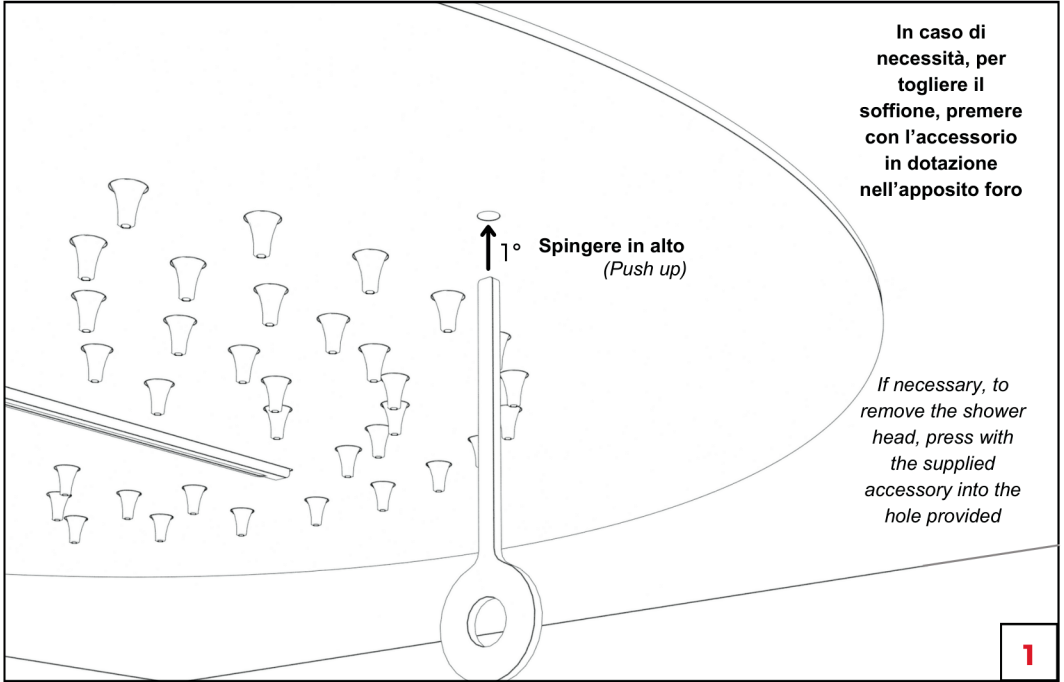 In caso di
necessità, per
togliere il
soffione, premere
con l’accessorio
in dotazione
nell’apposito foro
1° Spingere in alto
(Push up)
If necessary, to
remove the shower
head, press with
the supplied
accessory into the
hole provided
1